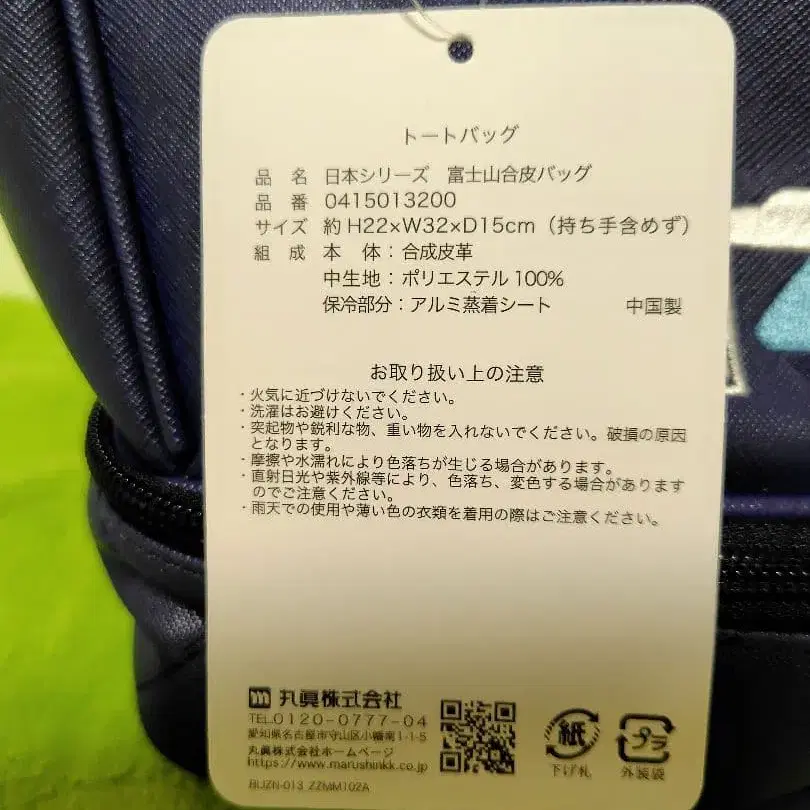 トートバッグ
品　名　日本シリーズ　富士山合皮バッグ
品　番　0415013200
サイズ　約H22×W32×D15cm（持ち手含めず）
組　成　本　体：合成皮革
中生地：ポリエステル100%
保冷部分：アルミ蒸着シート　中国製
お取り扱い上の注意
・火気に近づけないでください。
・洗濯はお避けください。
・突起物や鋭利な物、重い物を入れないでください。破損の原因
となります。
・摩擦や水濡れにより色落ちが生じる場合があります。
・直射日光や紫外線等により、色落ち、変色する場合があります
のでご注意ください。
・雨天での使用や薄い色の衣類を着用の際はご注意ください。
m 丸眞株式会社
TEL.0120-0777-04
愛知県名古屋市守山区小幡南1-1-5
丸眞株式会社ホームページ
https://www.marushinkk.co.jp
紙　プラ
下げ札　外装袋
BLJZN-013 ZZMM102A